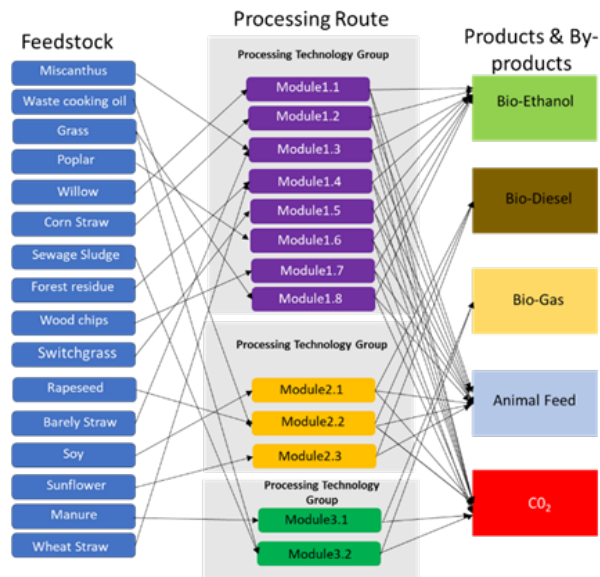 Feedstock
Miscanthus
Waste cooking oil
Grass
Poplar
Willow
Corn Straw
Sewage Sludge
Forest residue
Wood chips
Switchgrass
Rapeseed
Barely Straw
Soy
Sunflower
Manure
Wheat Straw
Processing Route
Processing Technology Group
Module1.1
Module1.2
Module1.3
Module1.4
Module1.5
Module1.6
Module1.7
Module1.8
Processing Technology Group
Module2.1
Module2.2
Module2.3
Processing Technology
Group
Module3.1
Module3.2
Products & By-
products
Bio-Ethanol
Bio-Diesel
Bio-Gas
Animal Feed
CO₂